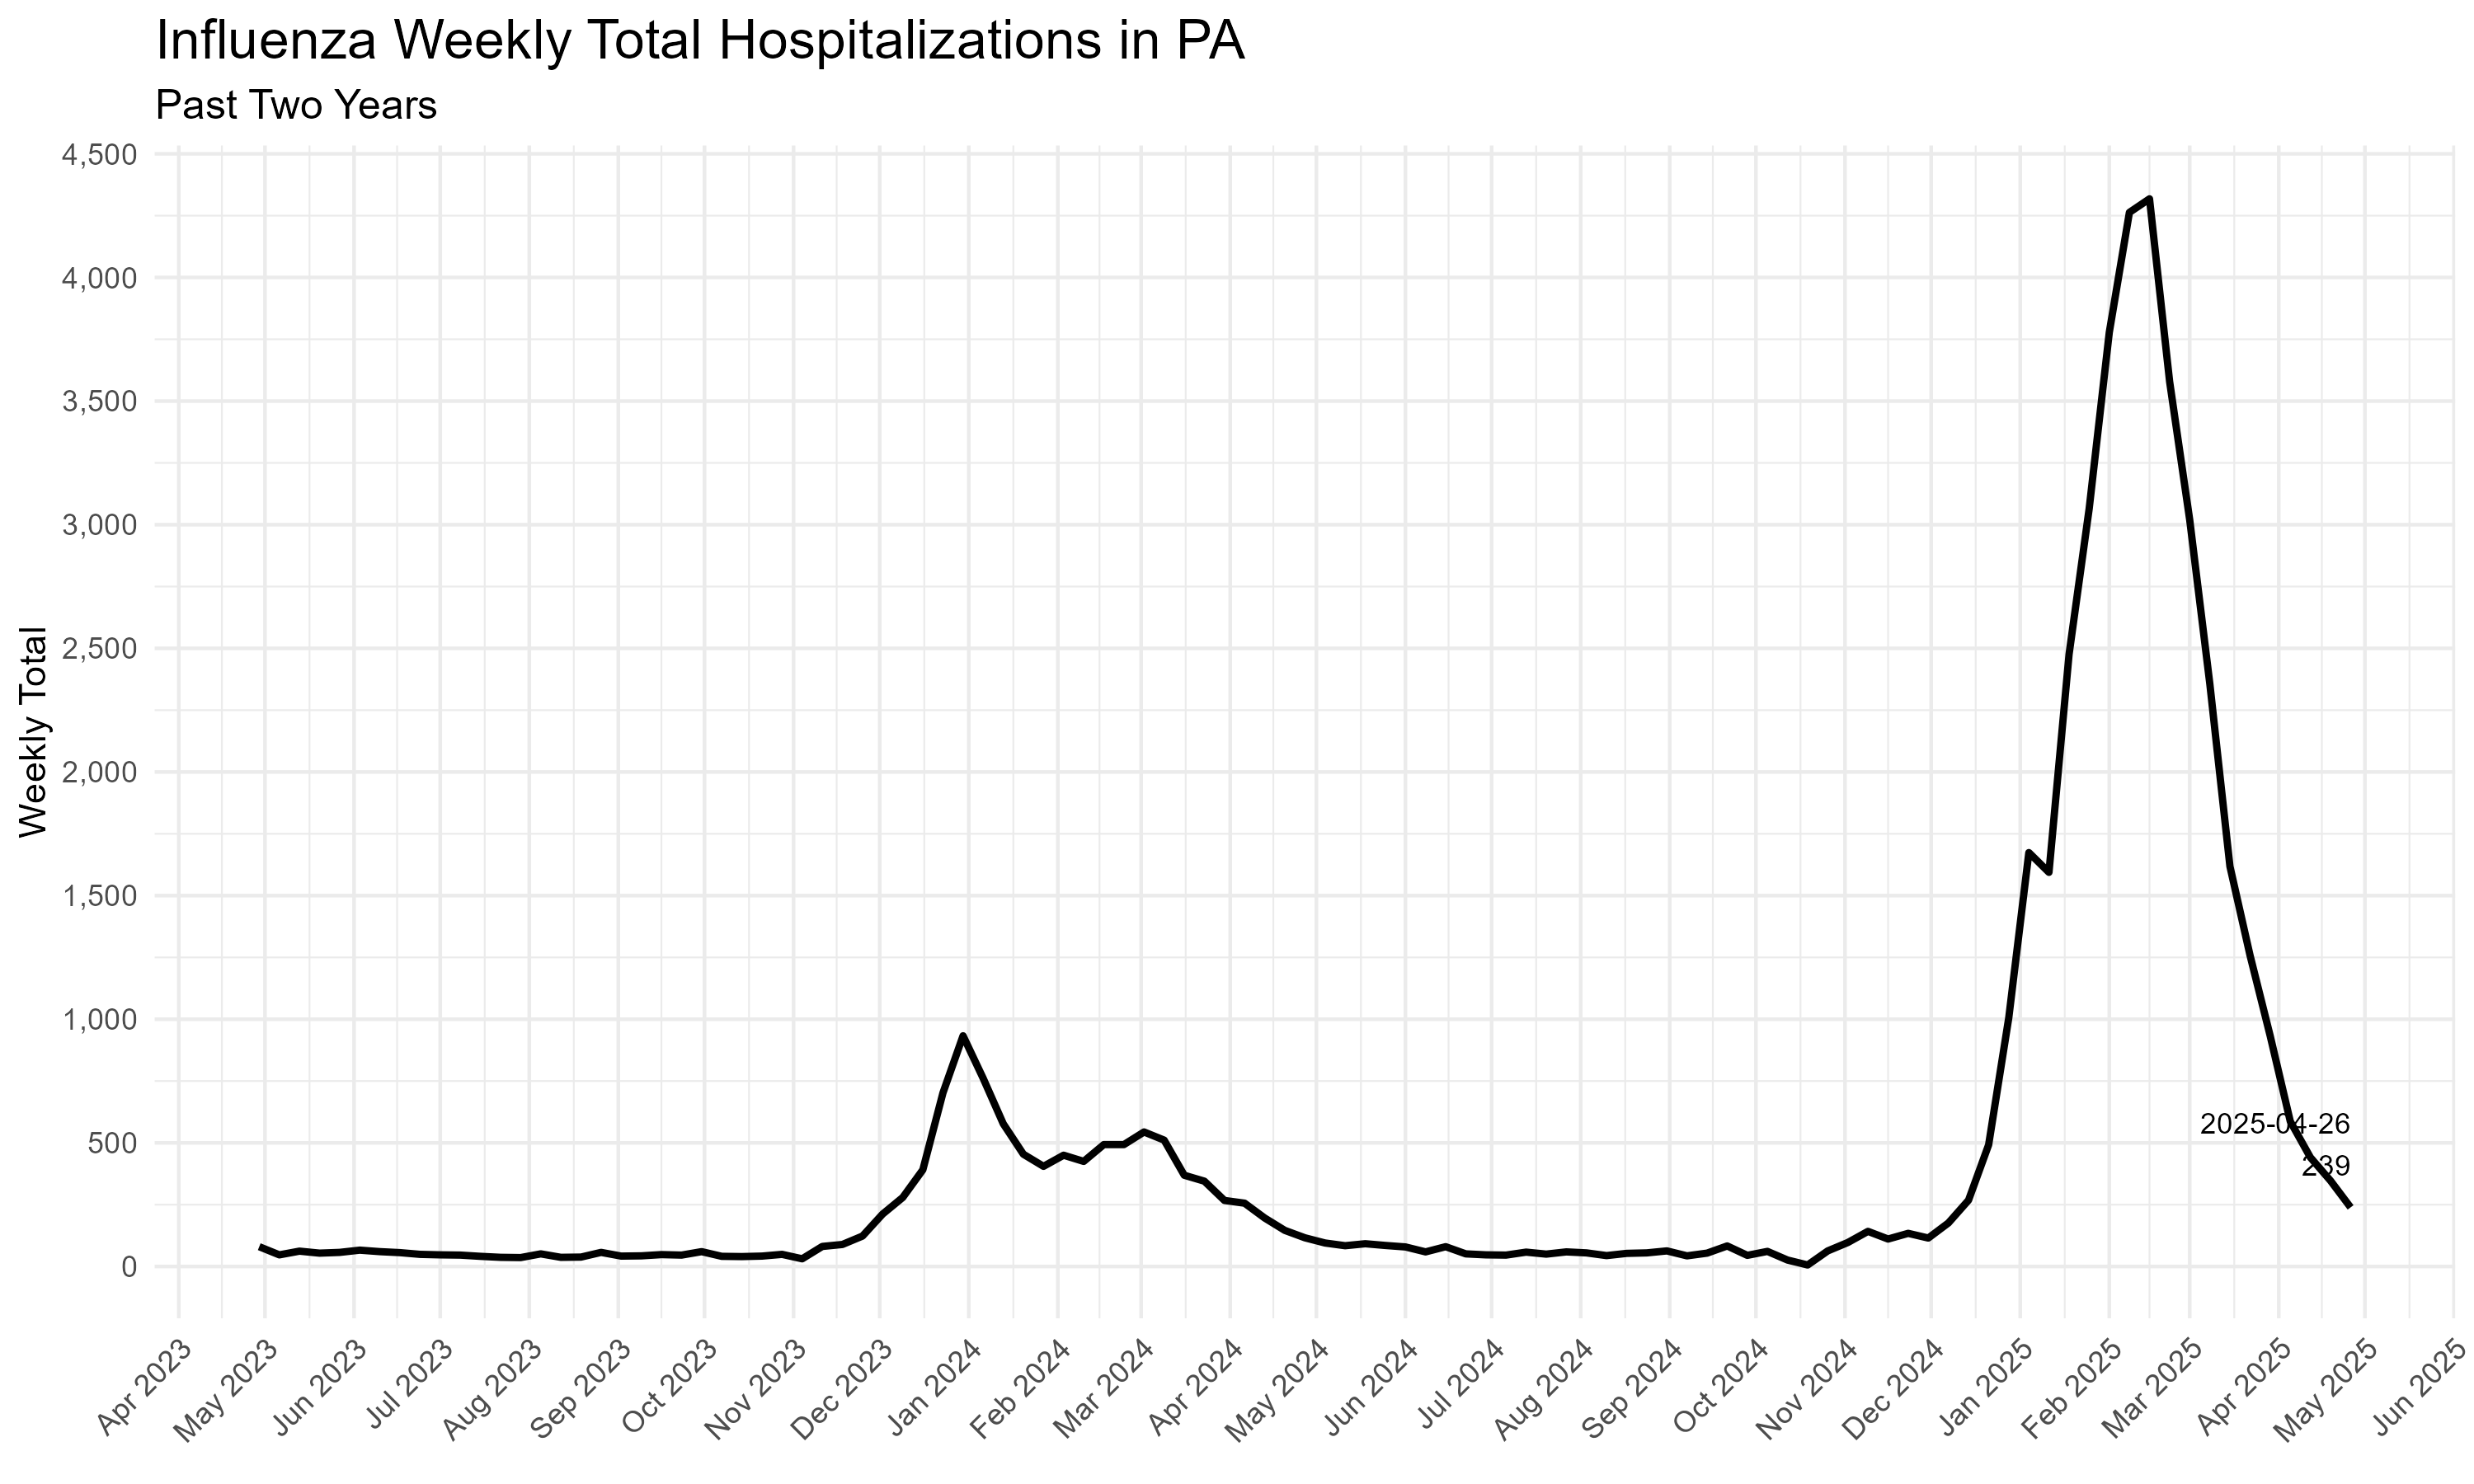 Influenza Weekly Total Hospitalizations in PA
Past Two Years
4,500
4,000
3,500
3,000
2,500
2,000
1,500
1,000
500
0
Weekly Total
2025-04-26
239
Apr 2023
May 2023
Jun 2023
Jul 2023
Aug 2023
Sep 2023
Oct 2023
Nov 2023
Dec 2023
Jan 2024
Feb 2024
Mar 2024
Apr 2024
May 2024
Jun 2024
Jul 2024
Aug 2024
Sep 2024
Oct 2024
Nov 2024
Dec 2024
Jan 2025
Feb 2025
Mar 2025
Apr 2025
May 2025
Jun 2025